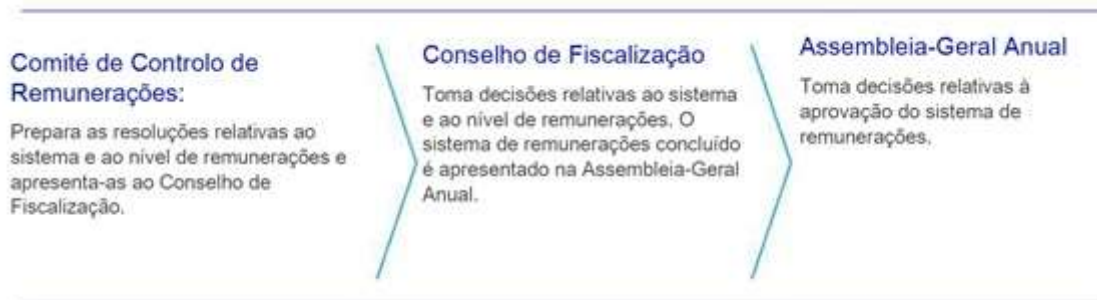 Comité de Controlo de
Remunerações:
Prepara as resoluções relativas ao
sistema e ao nível de remunerações e
apresenta-as ao Conselho de
Fiscalização.
Conselho de Fiscalização
Toma decisões relativas ao sistema
e ao nível de remunerações. O
sistema de remunerações concluído
é apresentado na Assembleia-Geral
Anual.
Assembleia-Geral Anual
Toma decisões relativas à
aprovação do sistema de
remunerações.